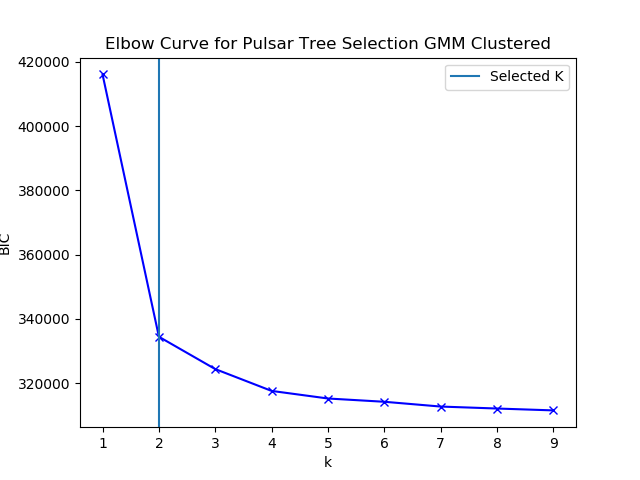 Elbow Curve for Pulsar Tree Selection GMM Clustered
420000
400000
380000
360000
340000
320000
BIC
Selected K
1 2 3 4 5 6 7 8 9
k